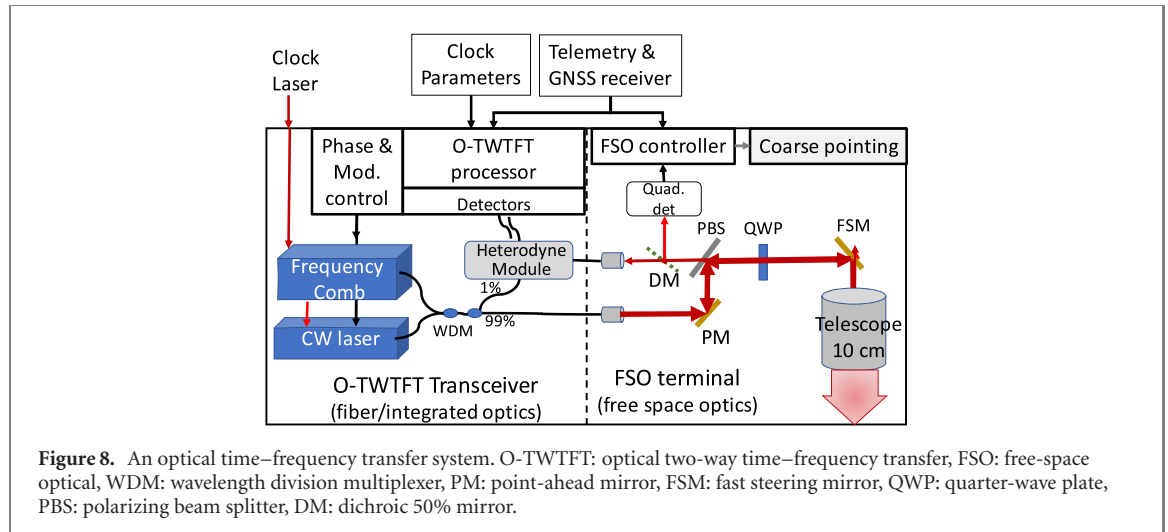 Clock
Laser
Clock
Parameters
Telemetry &
GNSS receiver
Phase &
Mod.
control
O-TWTFT
processor
Detectors
FSO controller
Coarse pointing
Quad.
det
PBS
QWP
FSM
Heterodyne
Module
DM
1%
Frequency
Comb
WDM
99%
CW laser
PM
Telescope
10 cm
O-TWTFT Transceiver
(fiber/integrated optics)
FSO terminal
(free space optics)
Figure 8. An optical time–frequency transfer system. O-TWTFT: optical two-way time–frequency transfer, FSO: free-space
optical, WDM: wavelength division multiplexer, PM: point-ahead mirror, FSM: fast steering mirror, QWP: quarter-wave plate,
PBS: polarizing beam splitter, DM: dichroic 50% mirror.